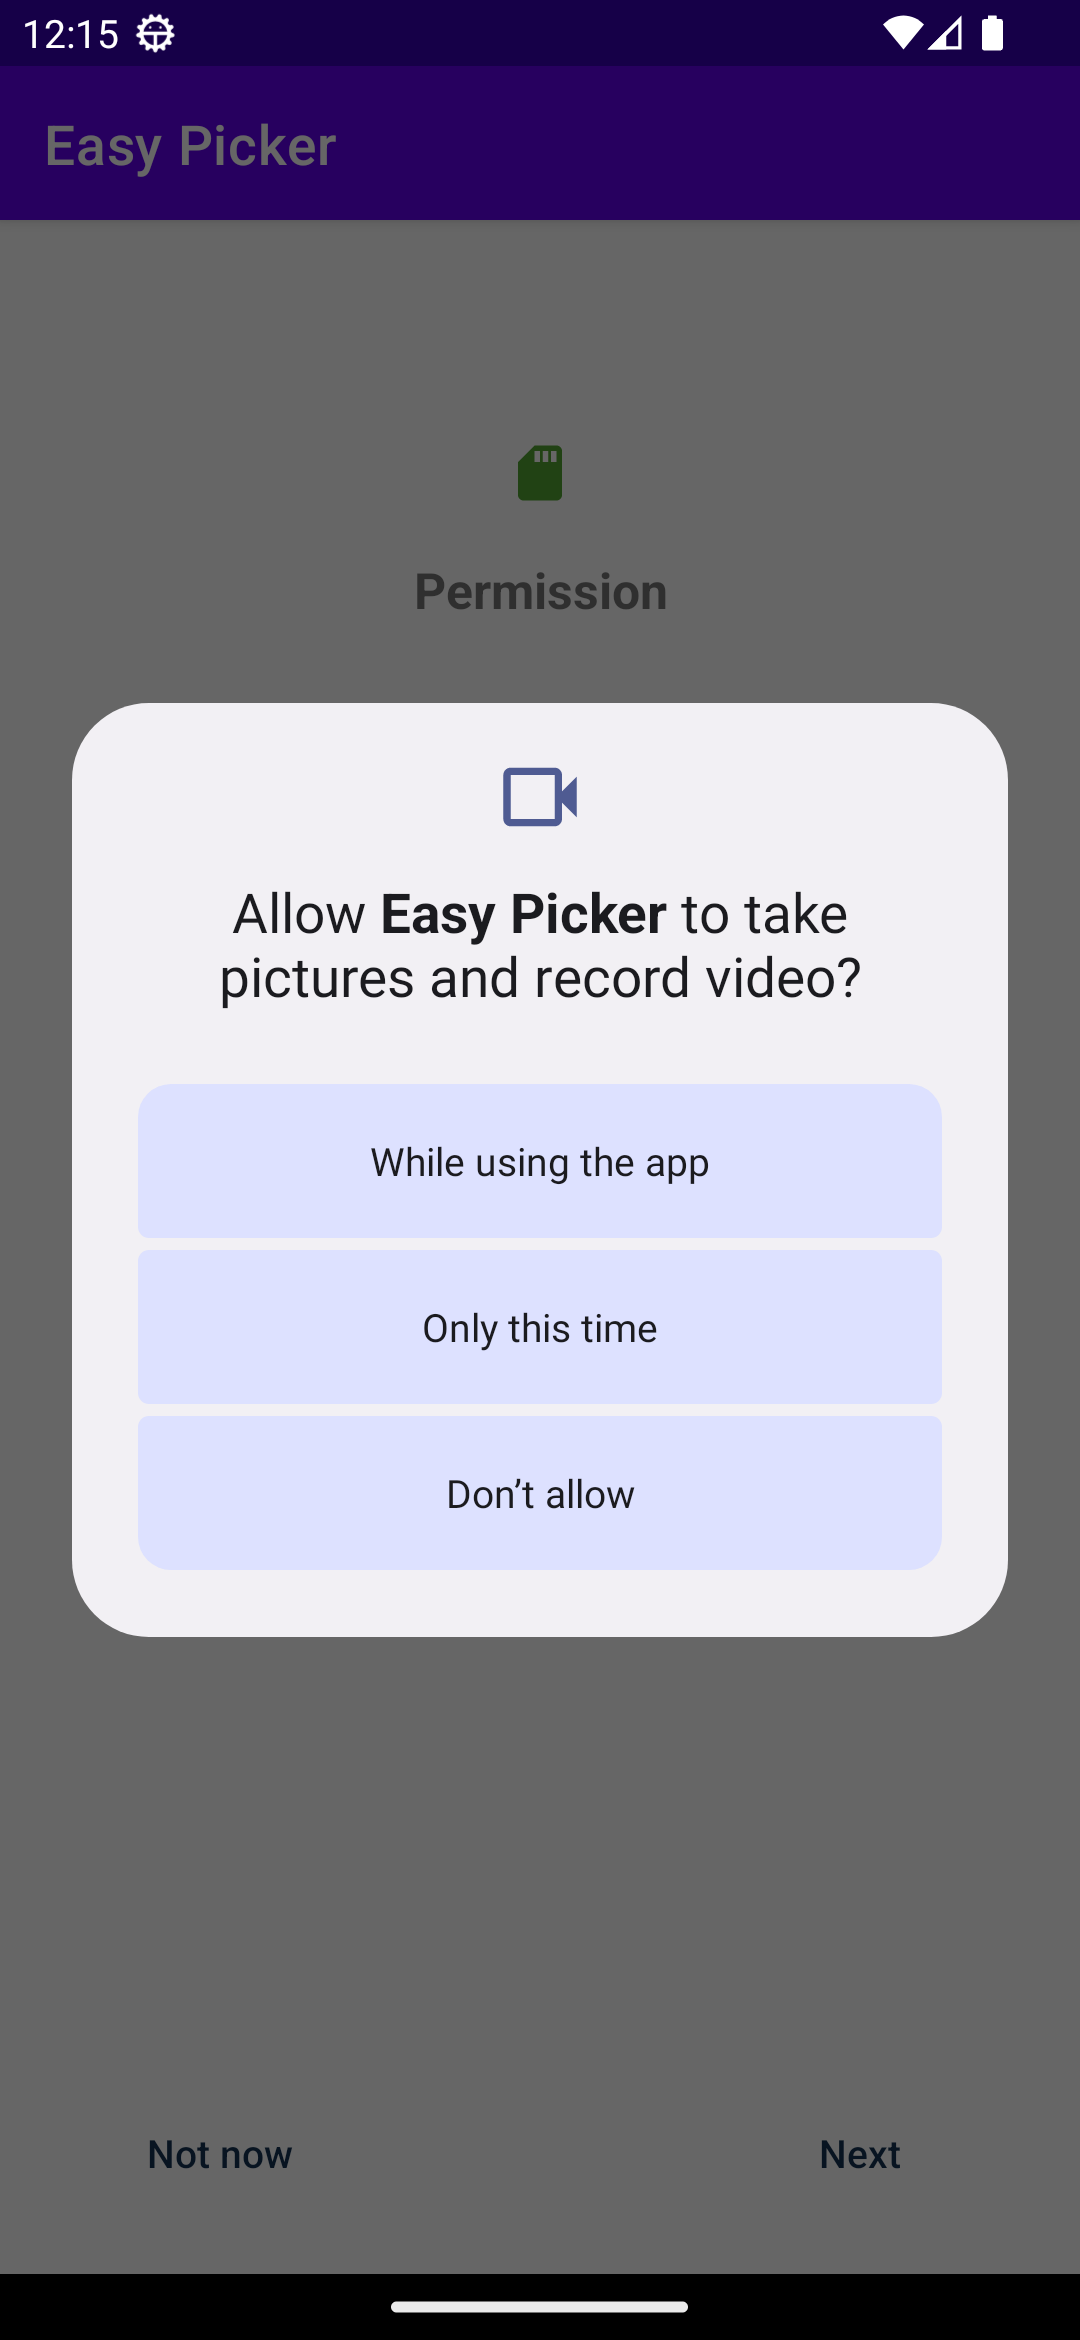 12:15
Easy Picker
Permission
Allow Easy Picker to take
pictures and record video?
While using the app
Only this time
Don’t allow
Not now
Next